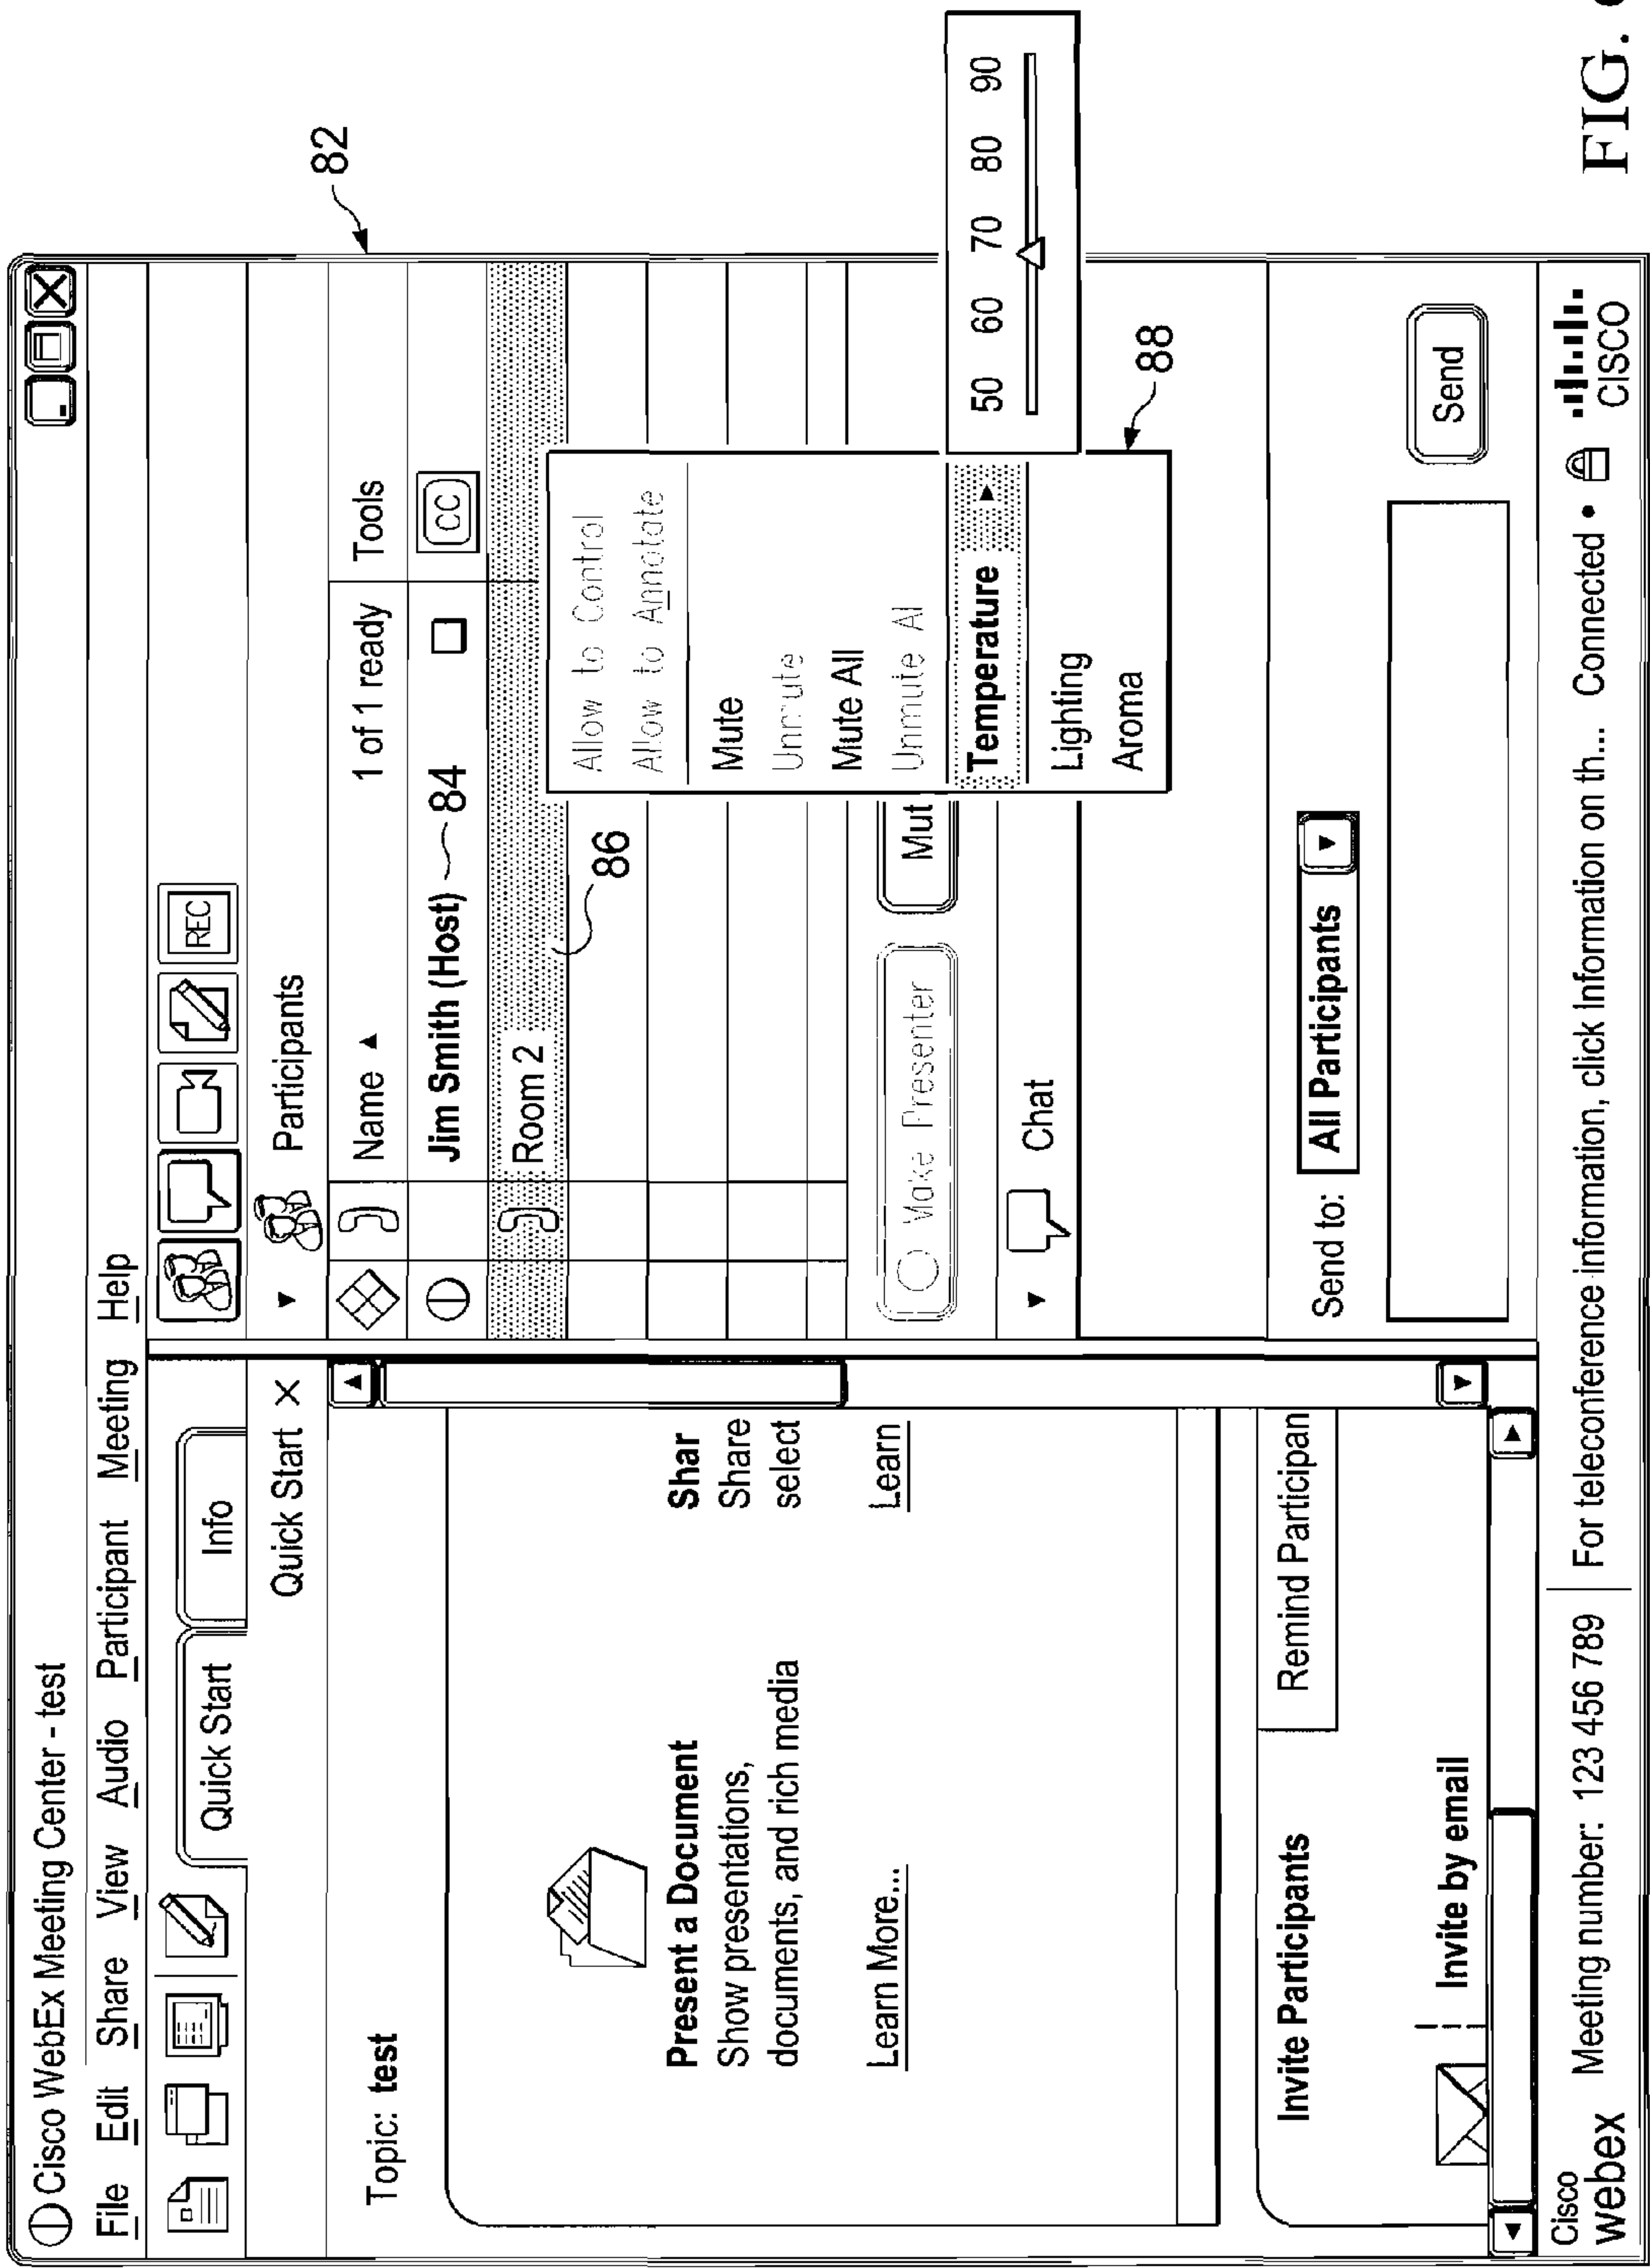 Cisco WebEx Meeting Center - test
File Edit Share View Audio Participant Meeting Help
Quick Start Info
REC
Quick Start X
Participants
82
Topic: test
Name 1 of 1 ready Tools
Jim Smith (Host) 84 CC
Room 2
86
Allow to Control
Allow to Annotate
Mute
Unmute
Mute All
Unmute Al
Temperature
Lighting
Aroma
50 60 70 80 90
88
Present a Document
Show presentations,
documents, and rich media
Learn More...
Shar
Share
select
Learn
Make Presenter Mut
Chat
Invite Participants Remind Participan
Invite by email
Send to: All Participants
Send
Cisco
webex
Meeting number: 123 456 789 For teleconference information, click Information on th... Connected
CISCO
FIG.